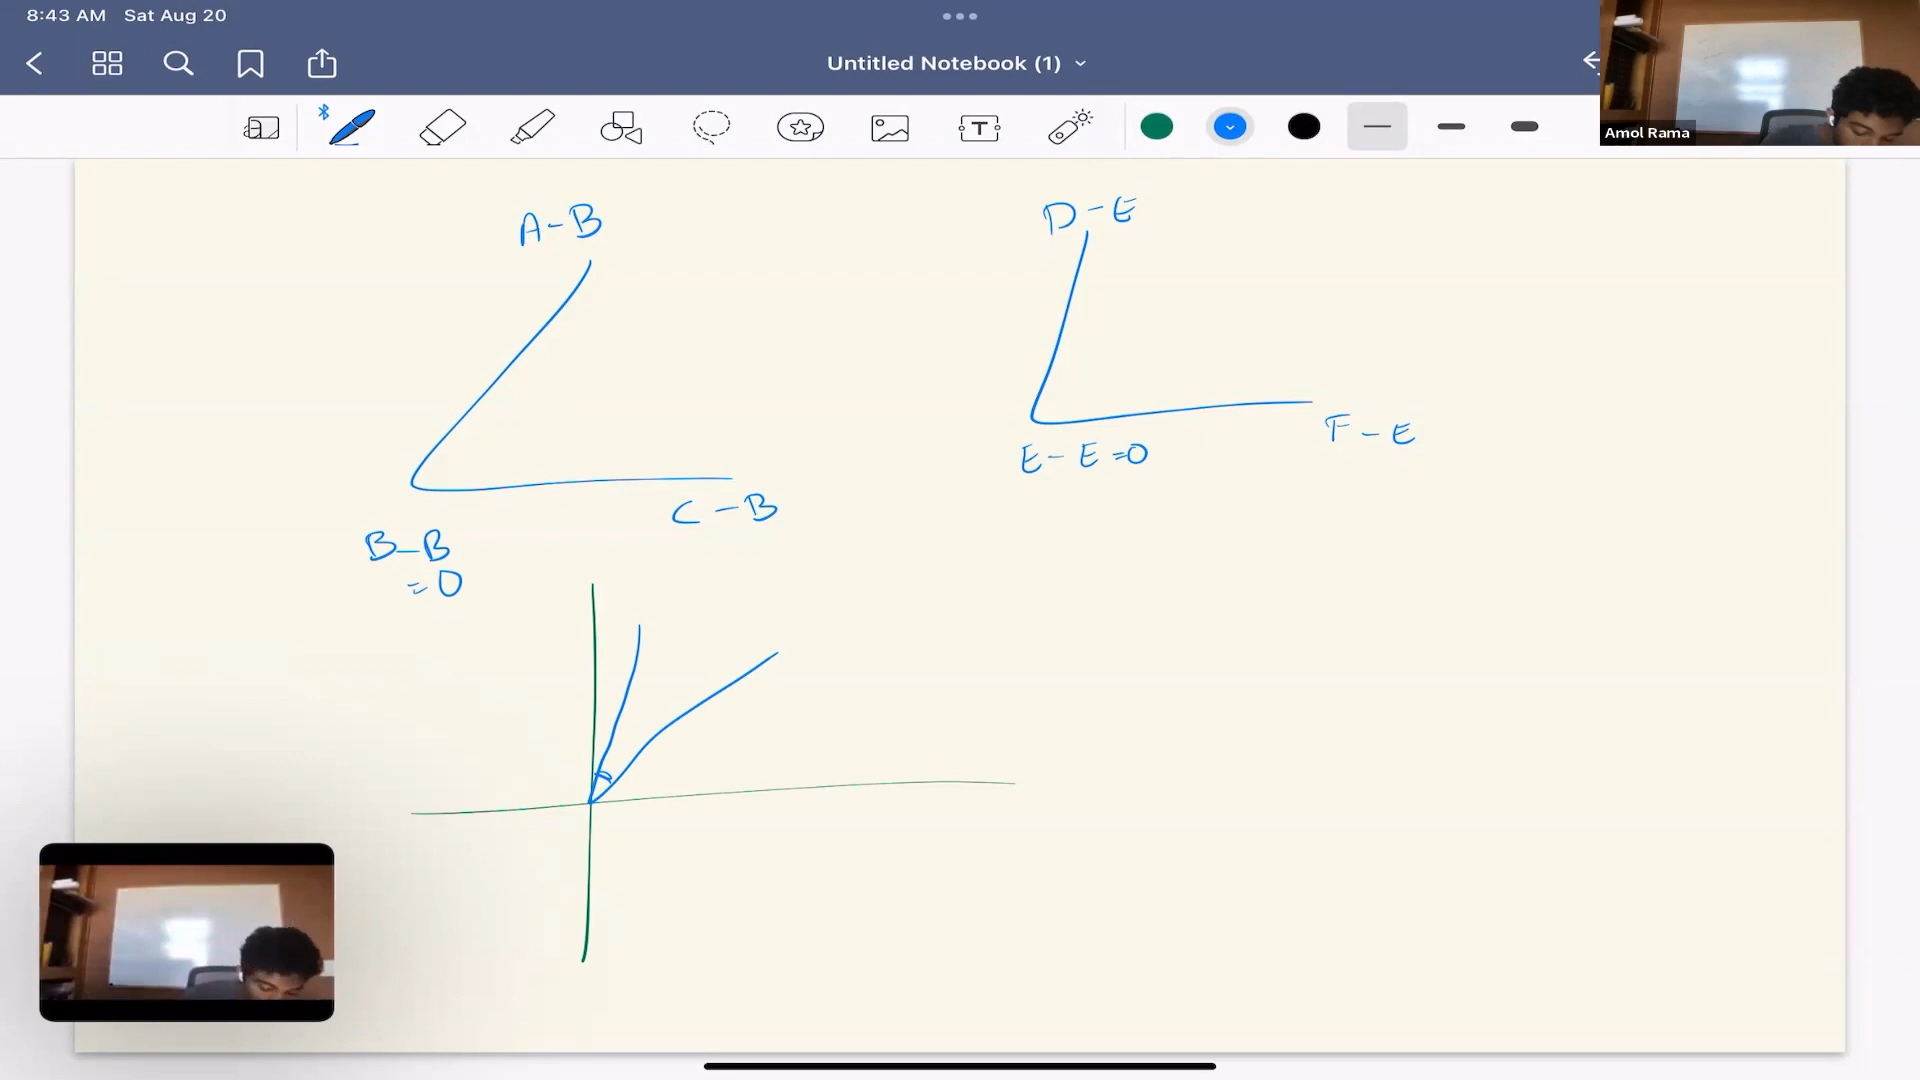 8:43 AM Sat Aug 20
Untitled Notebook (1)
T
Amol Rama
A-B
D-E
F-E
E-E=0
C-B
B-B
=0